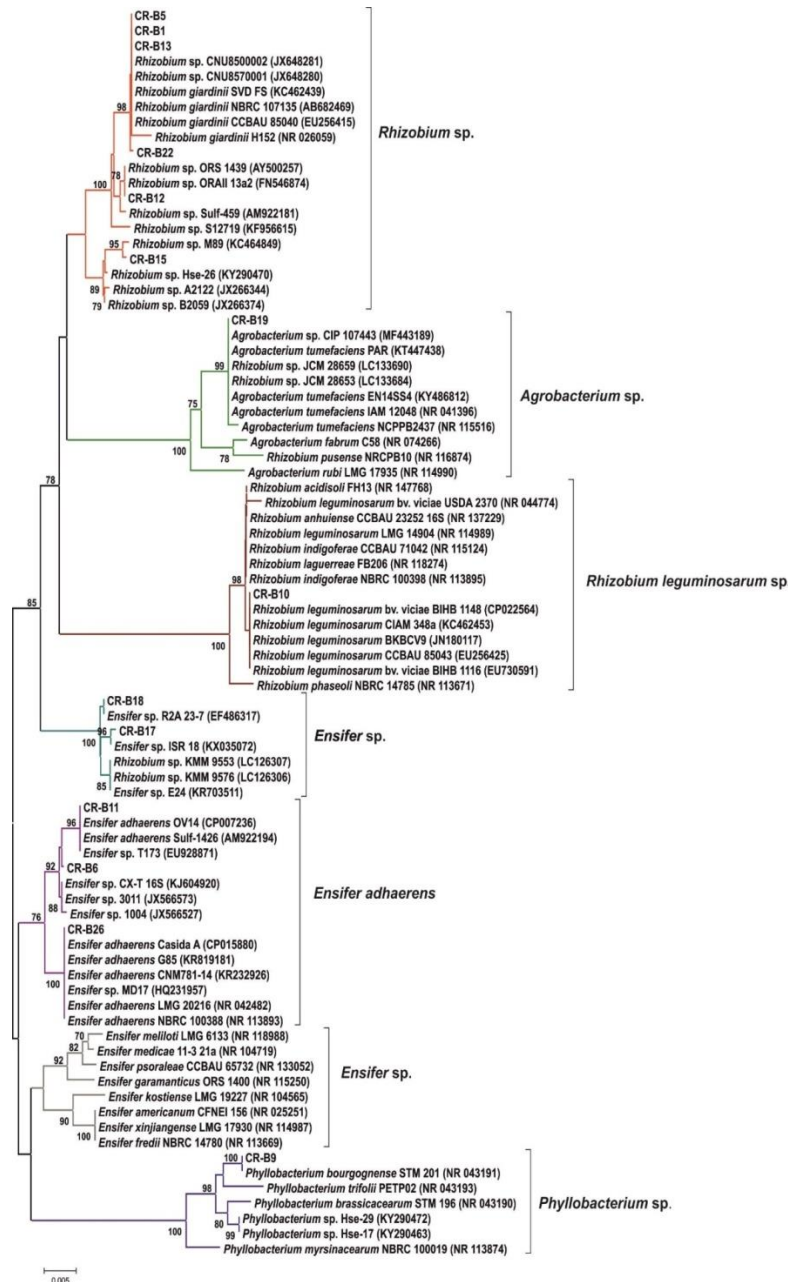 CR-B5
CR-B1
CR-B13
Rhizobium sp. CNU8500002 (JX648281)
Rhizobium sp. CNU8570001 (JX648280)
Rhizobium giardinii SVD FS (KC462439)
98
Rhizobium giardinii NBRC 107135 (AB682469)
Rhizobium giardinii CCBAU 85040 (EU256415)
Rhizobium giardinii H152 (NR 026059)
Rhizobium sp.
CR-B22
Rhizobium sp. ORS 1439 (AY500257)
78
100
Rhizobium sp. ORAII 13a2 (FN546874)
CR-B12
Rhizobium sp. Sulf-459 (AM922181)
Rhizobium sp. S12719 (KF956615)
95
Rhizobium sp. M89 (KC464849)
CR-B15
Rhizobium sp. Hse-26 (KY290470)
89
Rhizobium sp. A2122 (JX266344)
79
Rhizobium sp. B2059 (JX266374)
CR-B19
Agrobacterium sp. CIP 107443 (MF443189)
Agrobacterium tumefaciens PAR (KT447438)
99
Rhizobium sp. JCM 28659 (LC133690)
Rhizobium sp. JCM 28653 (LC133684)
Agrobacterium tumefaciens EN14SS4 (KY486812)
Agrobacterium sp.
75
Agrobacterium tumefaciens IAM 12048 (NR 041396)
Agrobacterium tumefaciens NCPPB2437 (NR 115516)
Agrobacterium fabrum C58 (NR 074266)
100
78
Rhizobium pusense NRCPB10 (NR 116874)
Agrobacterium rubi LMG 17935 (NR 114990)
78
Rhizobium acidisoli FH13 (NR 147768)
Rhizobium leguminosarum bv. viciae USDA 2370 (NR 044774)
Rhizobium anhuiense CCBAU 23252 16S (NR 137229)
Rhizobium leguminosarum LMG 14904 (NR 114989)
Rhizobium indigoferae CCBAU 71042 (NR 115124)
Rhizobium laguerreae FB206 (NR 118274)
98
Rhizobium indigoferae NBRC 100398 (NR 113895)
Rhizobium leguminosarum sp.
CR-B10
85
Rhizobium leguminosarum bv. viciae BIHB 1148 (CP022564)
Rhizobium leguminosarum CIAM 348a (KC462453)
100
Rhizobium leguminosarum BKBCV9 (JN180117)
Rhizobium leguminosarum CCBAU 85043 (EU256425)
Rhizobium leguminosarum bv. viciae BIHB 1116 (EU730591)
Rhizobium phaseoli NBRC 14785 (NR 113671)
CR-B18
Ensifer sp. R2A 23-7 (EF486317)
96
CR-B17
Ensifer sp.
100
Ensifer sp. ISR 18 (KX035072)
Rhizobium sp. KMM 9553 (LC126307)
Rhizobium sp. KMM 9576 (LC126306)
85
Ensifer sp. E24 (KR703511)
CR-B11
96
Ensifer adhaerens OV14 (CP007236)
Ensifer adhaerens Sulf-1426 (AM922194)
Ensifer sp. T173 (EU928871)
92
CR-B6
Ensifer sp. CX-T 16S (KJ604920)
Ensifer adhaerens
88
Ensifer sp. 3011 (JX566573)
76
Ensifer sp. 1004 (JX566527)
CR-B26
Ensifer adhaerens Casida A (CP015880)
Ensifer adhaerens G85 (KR819181)
100
Ensifer adhaerens CNM781-14 (KR232926)
Ensifer sp. MD17 (HQ231957)
Ensifer adhaerens LMG 20216 (NR 042482)
Ensifer adhaerens NBRC 100388 (NR 113893)
70
Ensifer meliloti LMG 6133 (NR 118988)
82
Ensifer medicae 11-3 21a (NR 104719)
92
Ensifer psoraleae CCBAU 65732 (NR 133052)
Ensifer sp.
Ensifer garamanticus ORS 1400 (NR 115250)
Ensifer kostiense LMG 19227 (NR 104565)
90
Ensifer americanum CFNEI 156 (NR 025251)
Ensifer xinjiangense LMG 17930 (NR 114987)
100
Ensifer fredii NBRC 14780 (NR 113669)
100
CR-B9
Phyllobacterium bourgognense STM 201 (NR 043191)
98
Phyllobacterium trifolii PETP02 (NR 043193)
Phyllobacterium brassicacearum STM 196 (NR 043190)
Phyllobacterium sp.
80
Phyllobacterium sp. Hse-29 (KY290472)
100
99
Phyllobacterium sp. Hse-17 (KY290463)
Phyllobacterium myrsinacearum NBRC 100019 (NR 113874)
0.005